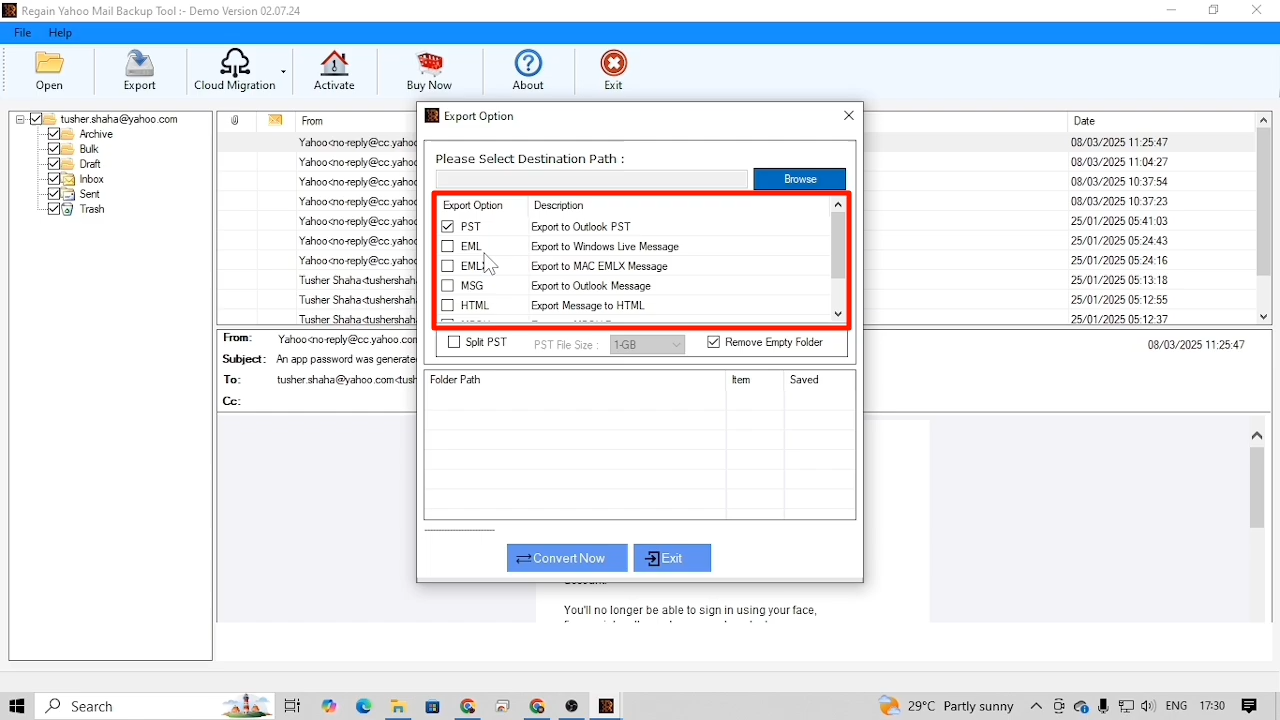 Regain Yahoo Mail Backup Tool :- Demo Version 02.07.24
File Help
Open Export Cloud Migration Activate Buy Now About Exit
tusher.shaha@yahoo.com
Archive
Bulk
Draft
Inbox
Sent
Trash
From Date
Yahoo<no-reply@cc.yahoo 08/03/2025 11:25:47
Yahoo<no-reply@cc.yahoo 08/03/2025 11:04:27
Yahoo<no-reply@cc.yahoo 08/03/2025 10:37:54
Yahoo<no-reply@cc.yahoo 08/03/2025 10:37:23
Yahoo<no-reply@cc.yahoo 25/01/2025 05:41:03
Yahoo<no-reply@cc.yahoo 25/01/2025 05:24:43
Yahoo<no-reply@cc.yahoo 25/01/2025 05:24:16
Tusher Shaha<tushershah 25/01/2025 05:13:18
Tusher Shaha<tushershah 25/01/2025 05:12:55
Tusher Shaha<tushershah 25/01/2025 05:12:37
From: Yahoo<no-reply@cc.yahoo.com 08/03/2025 11:25:47
Subject: An app password was generate
To: tusher.shaha@yahoo.com<tush
Cc:
Export Option
Please Select Destination Path :
Browse
Export Option Description
PST Export to Outlook PST
EML Export to Windows Live Message
EMLX Export to MAC EMLX Message
MSG Export to Outlook Message
HTML Export Message to HTML
Split PST PST File Size : 1-GB Remove Empty Folder
Folder Path Item Saved
Convert Now Exit
You'll no longer be able to sign in using your face,
Search
29°C Partly sunny ENG 17:30